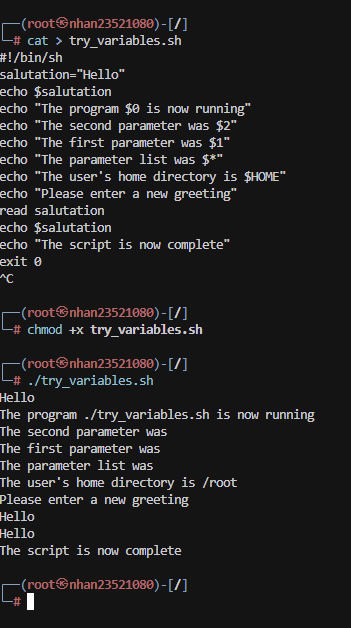 ┌──(root㉿nhan23521080)-[/]
└─# cat > try_variables.sh
#!/bin/sh
salutation="Hello"
echo $salutation
echo "The program $0 is now running"
echo "The second parameter was $2"
echo "The first parameter was $1"
echo "The parameter list was $*"
echo "The user's home directory is $HOME"
echo "Please enter a new greeting"
read salutation
echo $salutation
echo "The script is now complete"
exit 0
^C
┌──(root㉿nhan23521080)-[/]
└─# chmod +x try_variables.sh
┌──(root㉿nhan23521080)-[/]
└─# ./try_variables.sh
Hello
The program ./try_variables.sh is now running
The second parameter was
The first parameter was
The parameter list was
The user's home directory is /root
Please enter a new greeting
Hello
Hello
The script is now complete
┌──(root㉿nhan23521080)-[/]
└─#